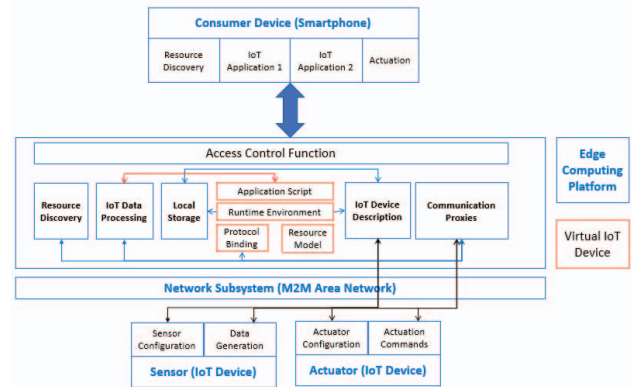 Consumer Device (Smartphone)
Resource
Discovery
IoT
Application 1
IoT
Application 2
Actuation
Access Control Function
Edge
Computing
Platform
Resource
Discovery
IoT Data
Processing
Local
Storage
Application Script
Runtime Environment
Protocol
Binding
Resource
Model
IoT Device
Description
Communication
Proxies
Virtual IoT
Device
Network Subsystem (M2M Area Network)
Sensor
Configuration
Data
Generation
Sensor (IoT Device)
Actuator
Configuration
Actuation
Commands
Actuator (IoT Device)